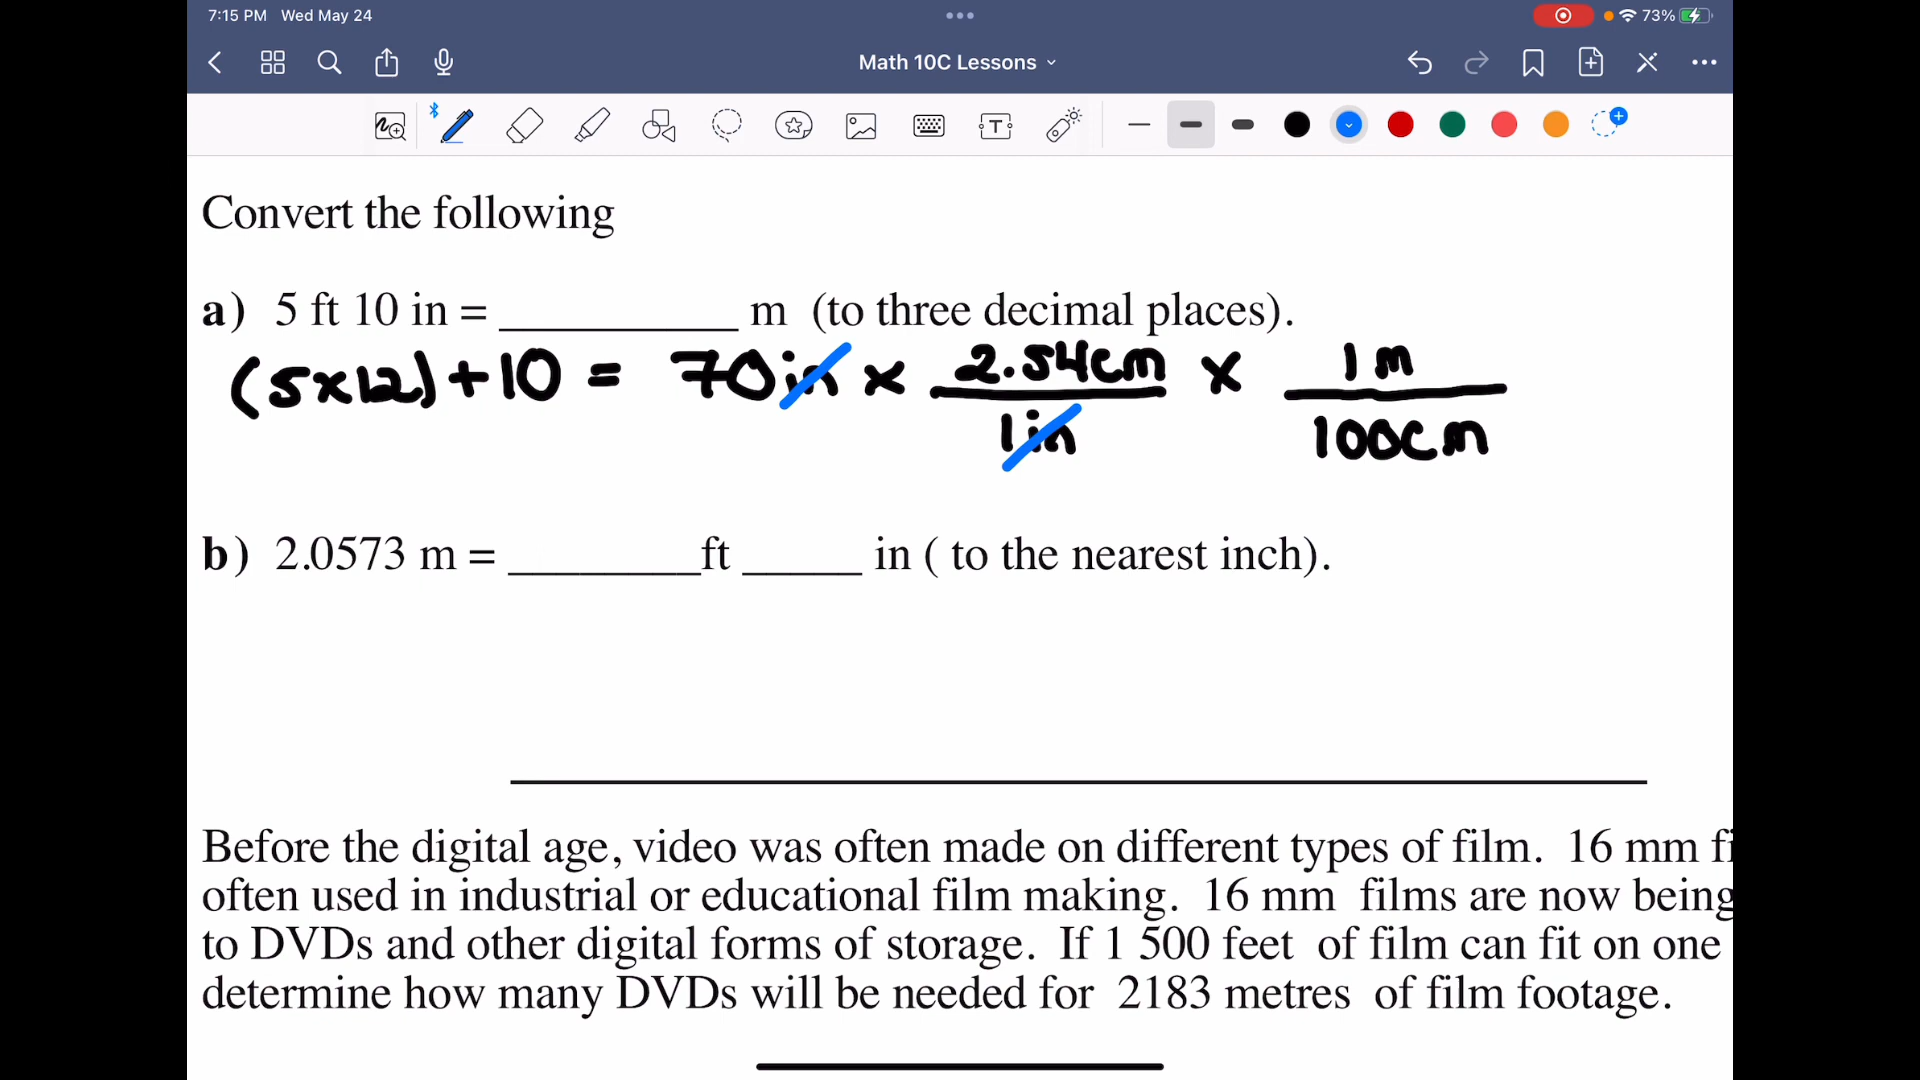 7:15 PM Wed May 24
73%
Math 10C Lessons
Convert the following
a) 5 ft 10 in = __________ m (to three decimal places).
(5x12)+10 = 70in x 2.54cm x 1m
1in 100cm
b) 2.0573 m = ________ft _____ in ( to the nearest inch).
Before the digital age, video was often made on different types of film. 16 mm fi
often used in industrial or educational film making. 16 mm films are now being
to DVDs and other digital forms of storage. If 1 500 feet of film can fit on one
determine how many DVDs will be needed for 2183 metres of film footage.